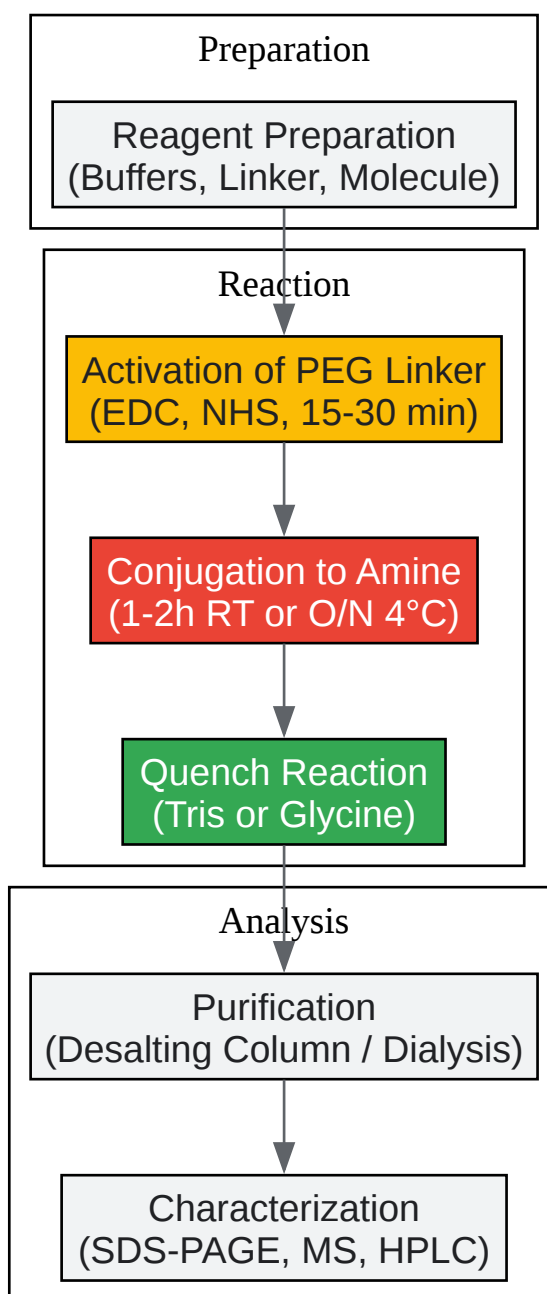 Preparation
Reagent Preparation
(Buffers, Linker, Molecule)
Reaction
Activation of PEG Linker
(EDC, NHS, 15-30 min)
Conjugation to Amine
(1-2h RT or O/N 4°C)
Quench Reaction
(Tris or Glycine)
Analysis
Purification
(Desalting Column / Dialysis)
Characterization
(SDS-PAGE, MS, HPLC)